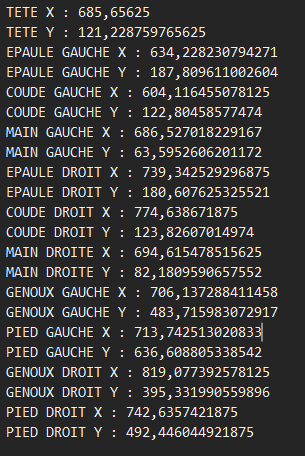 TETE X : 685,65625
TETE Y : 121,228759765625
EPAULE GAUCHE X : 634,228230794271
EPAULE GAUCHE Y : 187,809611002604
COUDE GAUCHE X : 604,116455078125
COUDE GAUCHE Y : 122,80458577474
MAIN GAUCHE X : 686,527018229167
MAIN GAUCHE Y : 63,5952606201172
EPAULE DROIT X : 739,342529296875
EPAULE DROIT Y : 180,607625325521
COUDE DROIT X : 774,638671875
COUDE DROIT Y : 123,82607014974
MAIN DROITE X : 694,615478515625
MAIN DROITE Y : 82,1809590657552
GENOUX GAUCHE X : 706,137288411458
GENOUX GAUCHE Y : 483,715983072917
PIED GAUCHE X : 713,742513020833
PIED GAUCHE Y : 636,608805338542
GENOUX DROIT X : 819,077392578125
GENOUX DROIT Y : 395,331990559896
PIED DROIT X : 742,6357421875
PIED DROIT Y : 492,446044921875